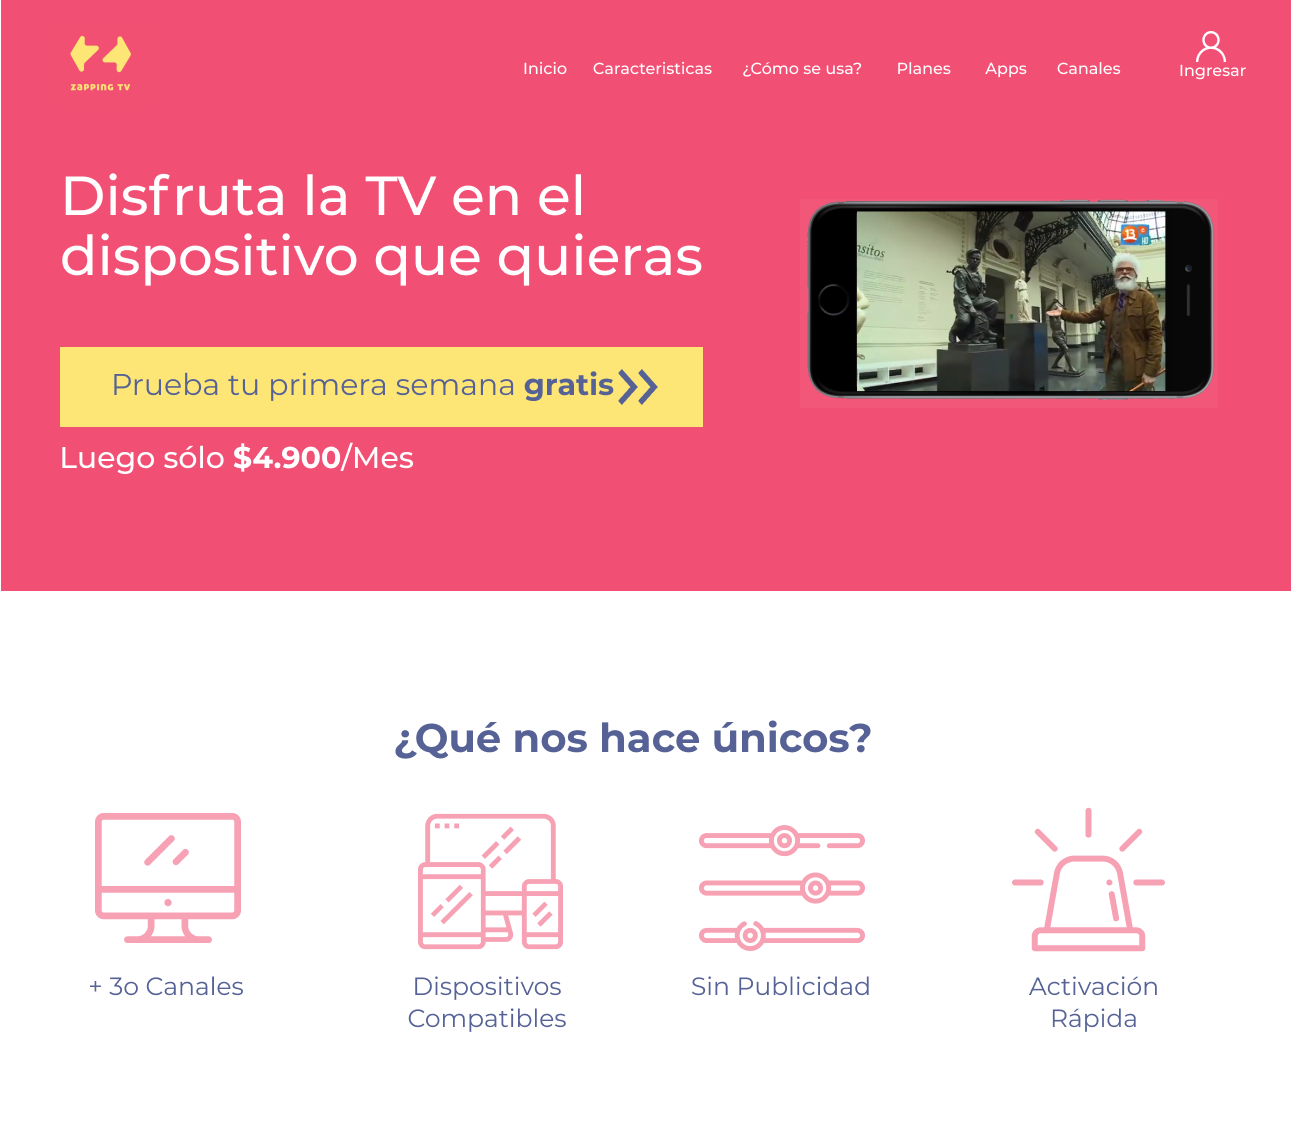 zapping tv
Inicio Caracteristicas ¿Cómo se usa? Planes Apps Canales Ingresar
Disfruta la TV en el
dispositivo que quieras
Prueba tu primera semana gratis
Luego sólo $4.900/Mes
nsitos
13 C
HD
¿Qué nos hace únicos?
+ 3o Canales
Dispositivos
Compatibles
Sin Publicidad
Activación
Rápida